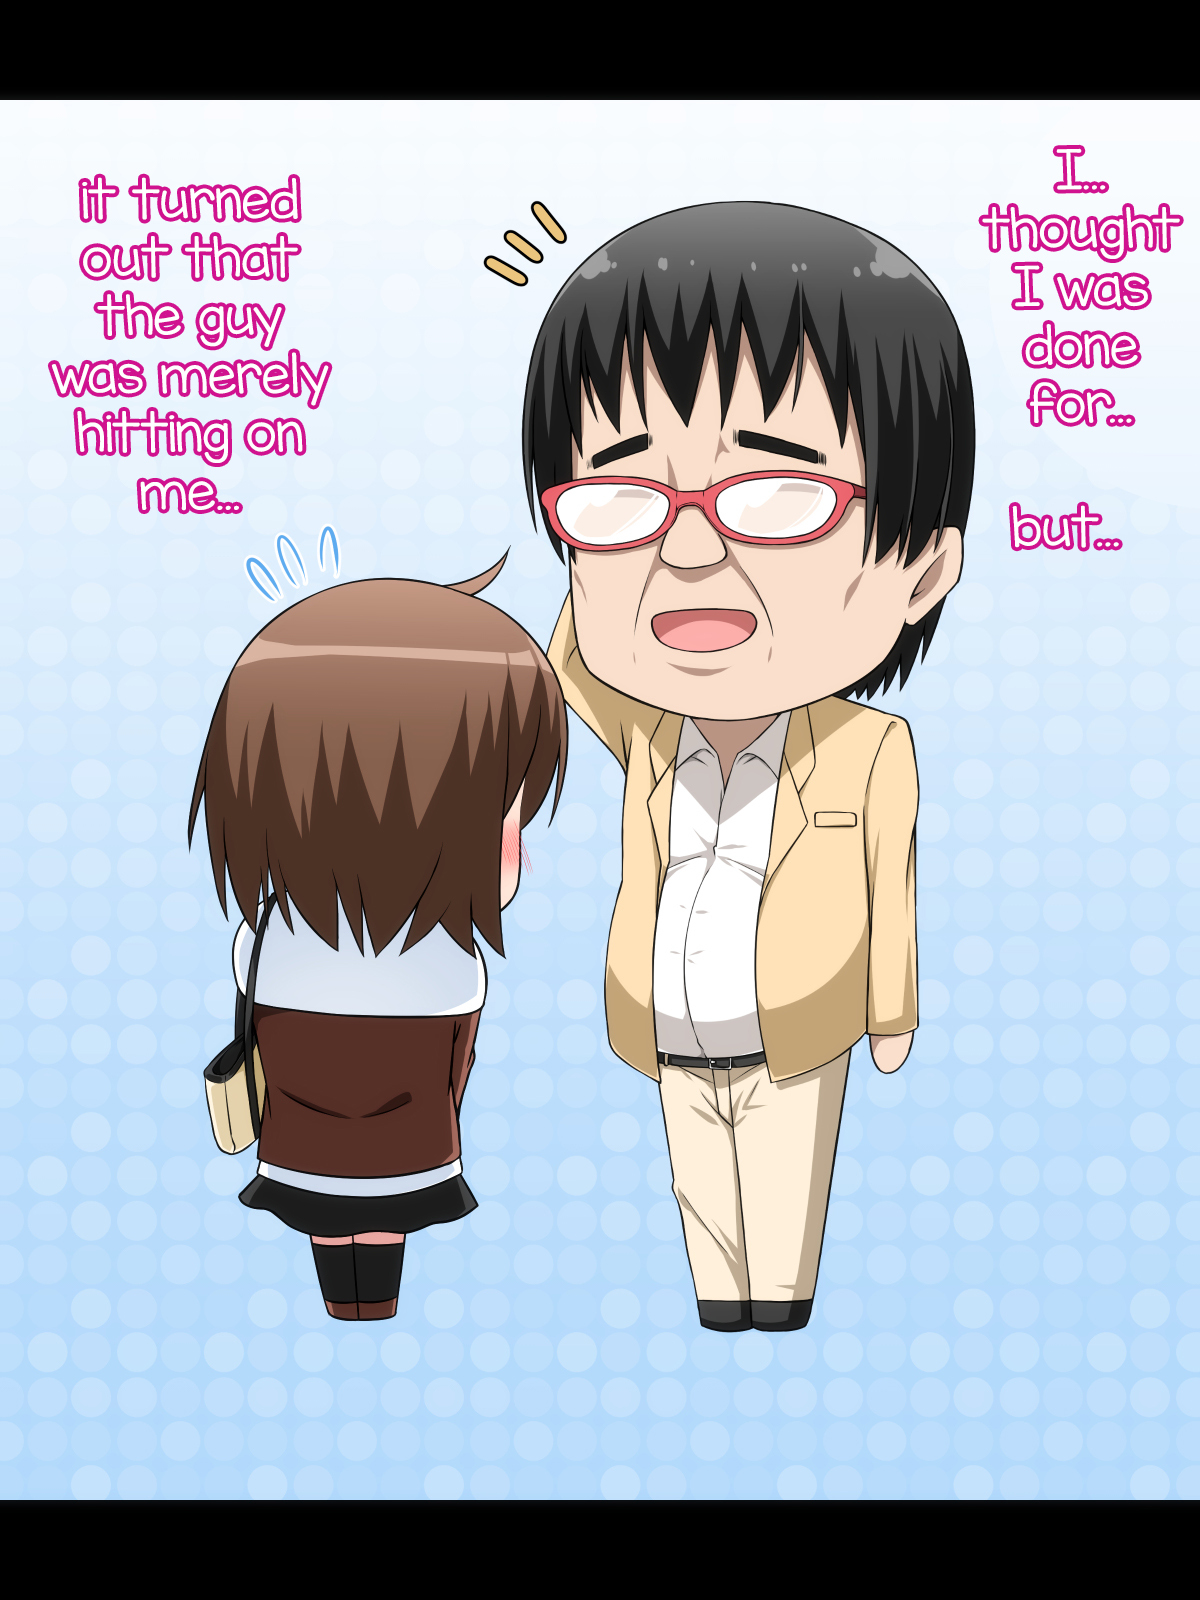 I...
thought
I was
done
for...
but...
it turned
out that
the guy
was merely
hitting on
me...